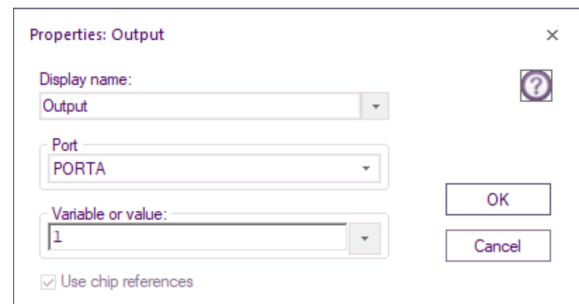 Properties: Output
Display name:
Output
Port
PORTA
Variable or value:
1
Use chip references
OK
Cancel
?